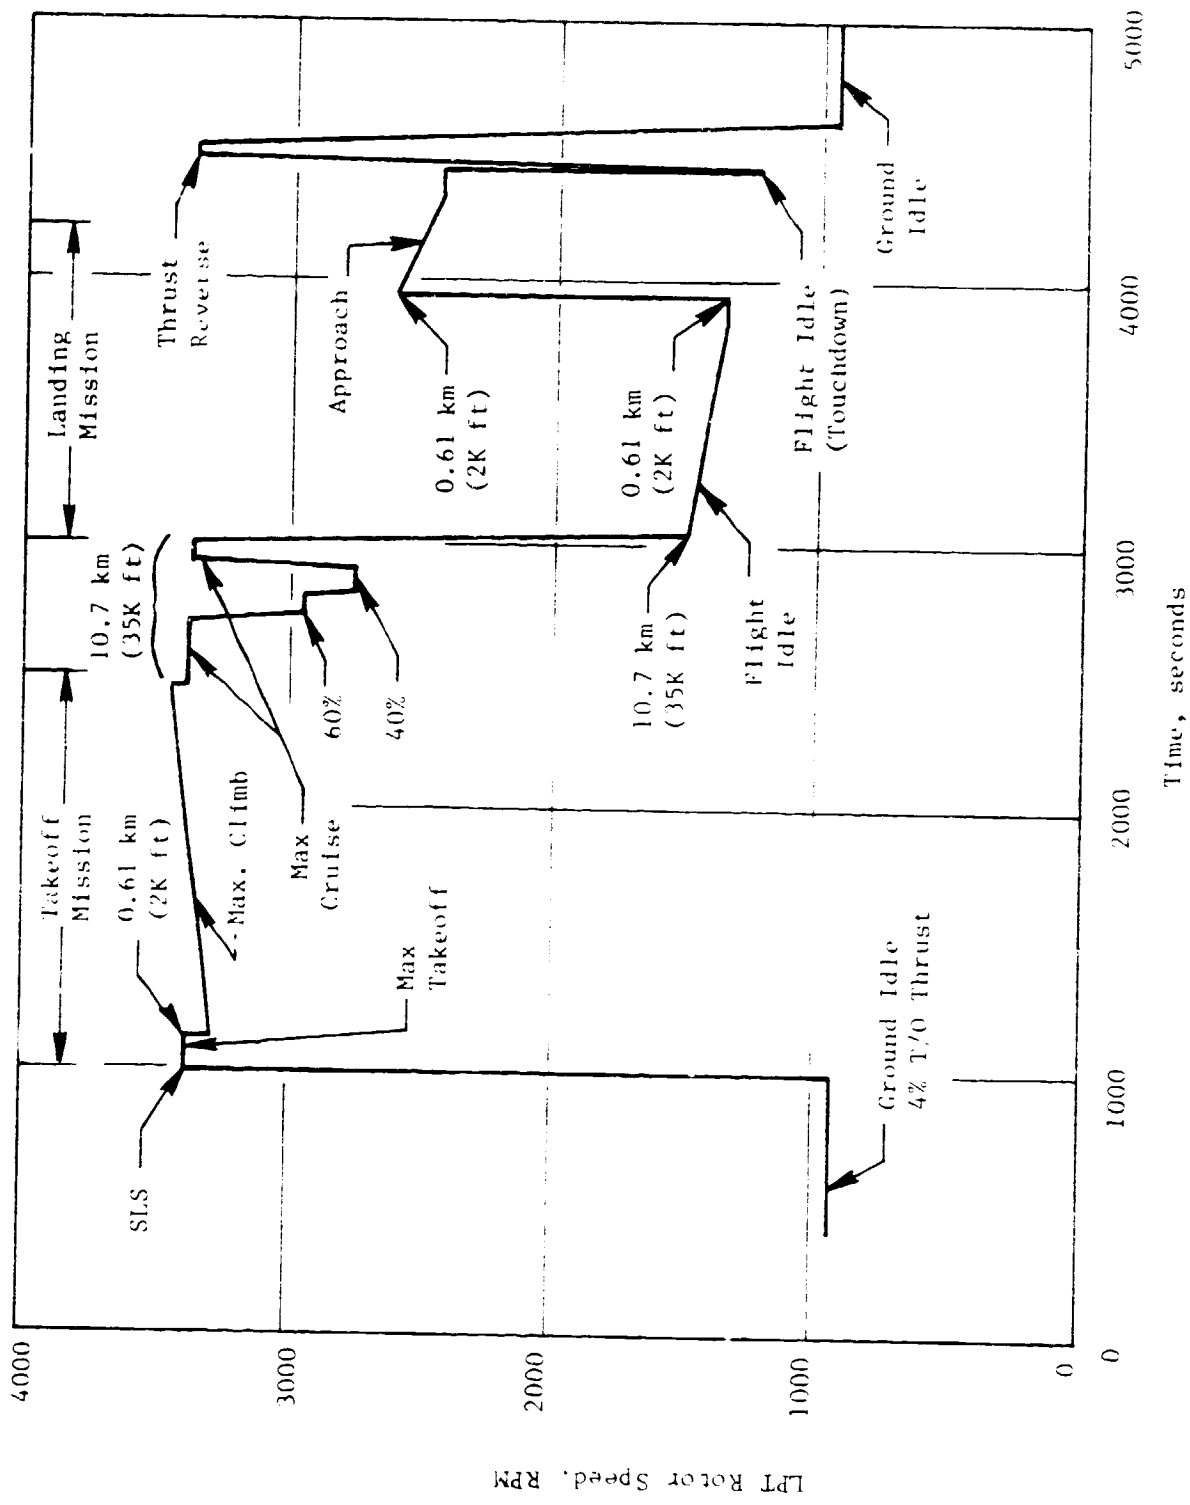 4000
3000
2000
1000
0
LPT Rotor Speed, RPM
0
1000
2000
3000
4000
5000
Time, seconds
Takeoff
Mission
10.7 km
(35K ft)
Landing
Mission
SLS
0.61 km
(2K ft)
Max. Climb
Max
Takeoff
Max
Cruise
60%
40%
Thrust
Reverse
Approach
0.61 km
(2K ft)
0.61 km
(2K ft)
10.7 km
(35K ft)
Flight
Idle
Flight Idle
(Touchdown)
Ground
Idle
Ground Idle
4% T/O Thrust